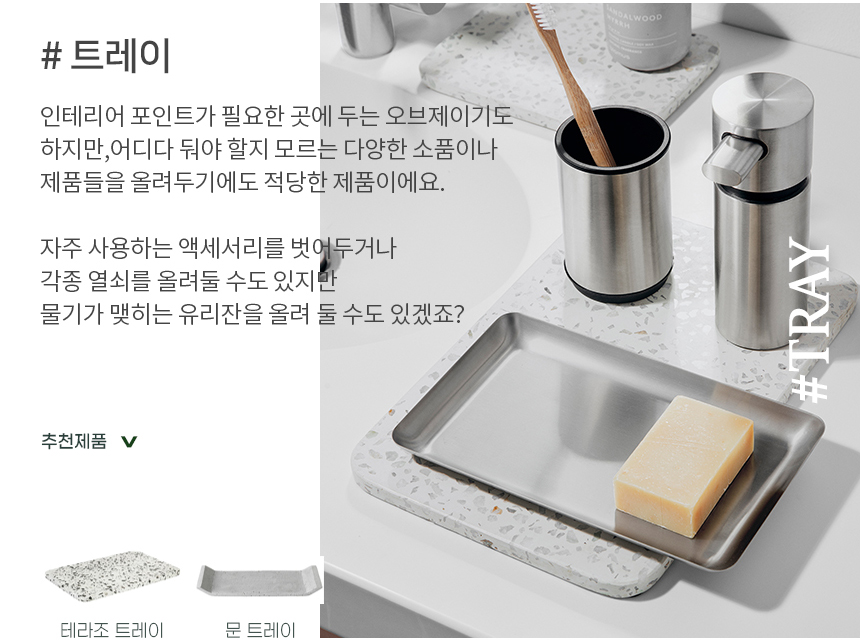 # 트레이
인테리어 포인트가 필요한 곳에 두는 오브제이기도
하지만,어디다 둬야 할지 모르는 다양한 소품이나
제품들을 올려두기에도 적당한 제품이에요.
자주 사용하는 액세서리를 벗어두거나
각종 열쇠를 올려둘 수도 있지만
물기가 맺히는 유리잔을 올려 둘 수도 있겠죠?
추천제품
테라조 트레이
문 트레이
#TRAY
SANDALWOOD